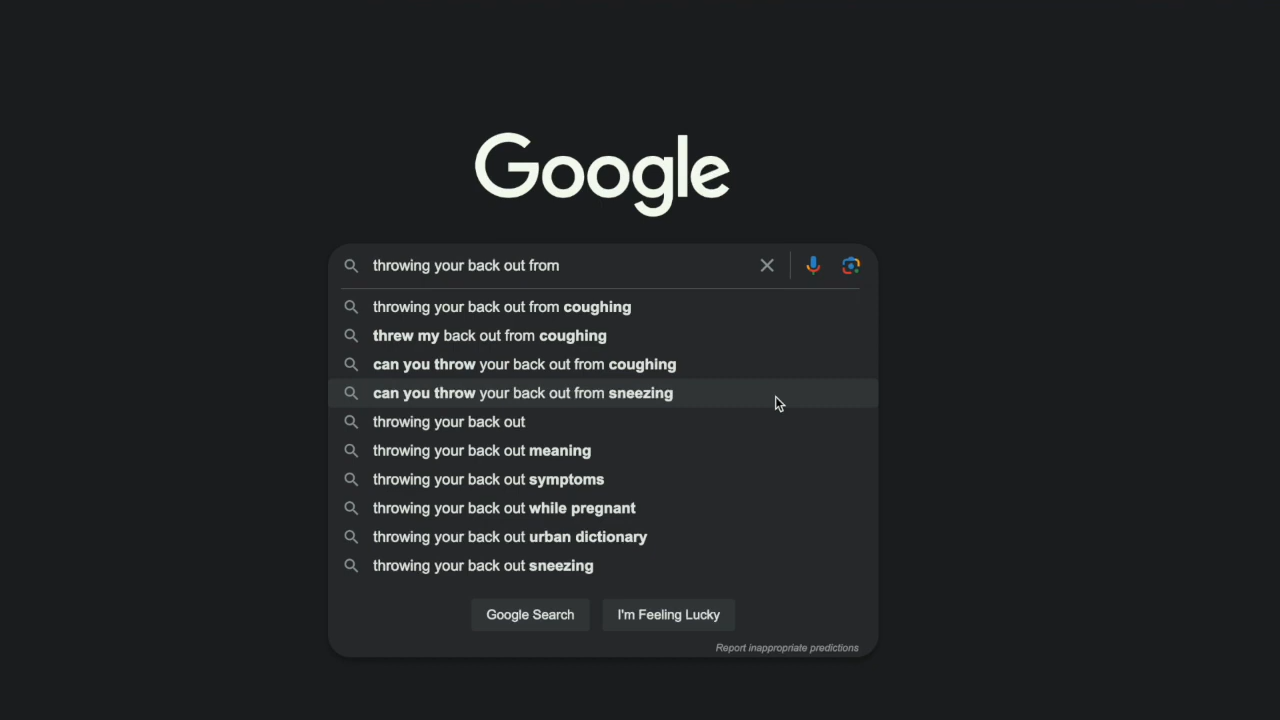 Google
throwing your back out from
throwing your back out from coughing
threw my back out from coughing
can you throw your back out from coughing
can you throw your back out from sneezing
throwing your back out
throwing your back out meaning
throwing your back out symptoms
throwing your back out while pregnant
throwing your back out urban dictionary
throwing your back out sneezing
Google Search
I'm Feeling Lucky
Report inappropriate predictions